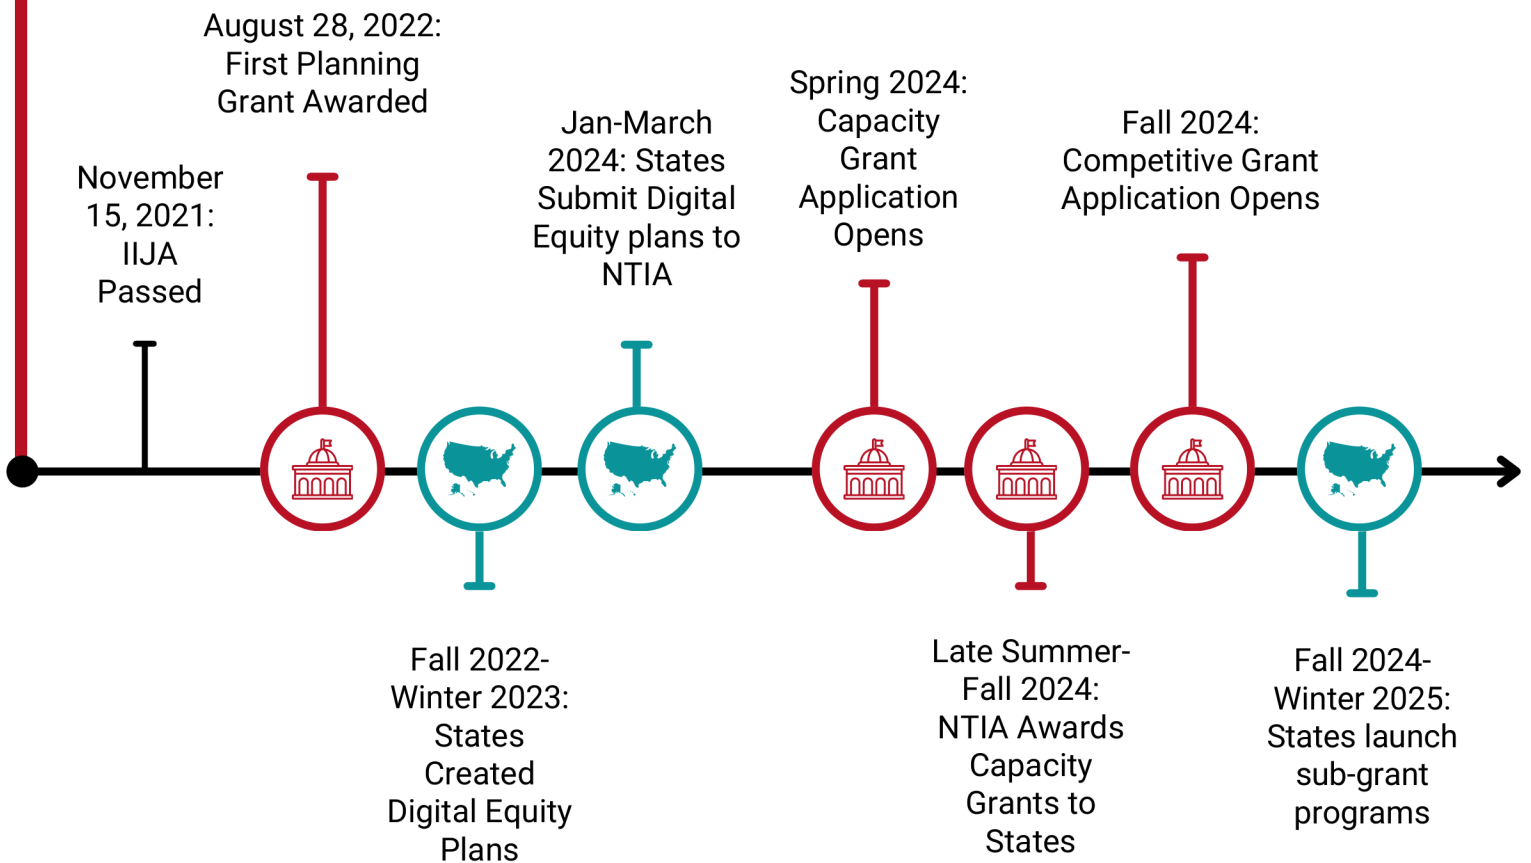 November
15, 2021:
IIJA
Passed
August 28, 2022:
First Planning
Grant Awarded
Fall 2022-
Winter 2023:
States
Created
Digital Equity
Plans
Jan-March
2024: States
Submit Digital
Equity plans to
NTIA
Spring 2024:
Capacity
Grant
Application
Opens
Late Summer-
Fall 2024:
NTIA Awards
Capacity
Grants to
States
Fall 2024:
Competitive Grant
Application Opens
Fall 2024-
Winter 2025:
States launch
sub-grant
programs